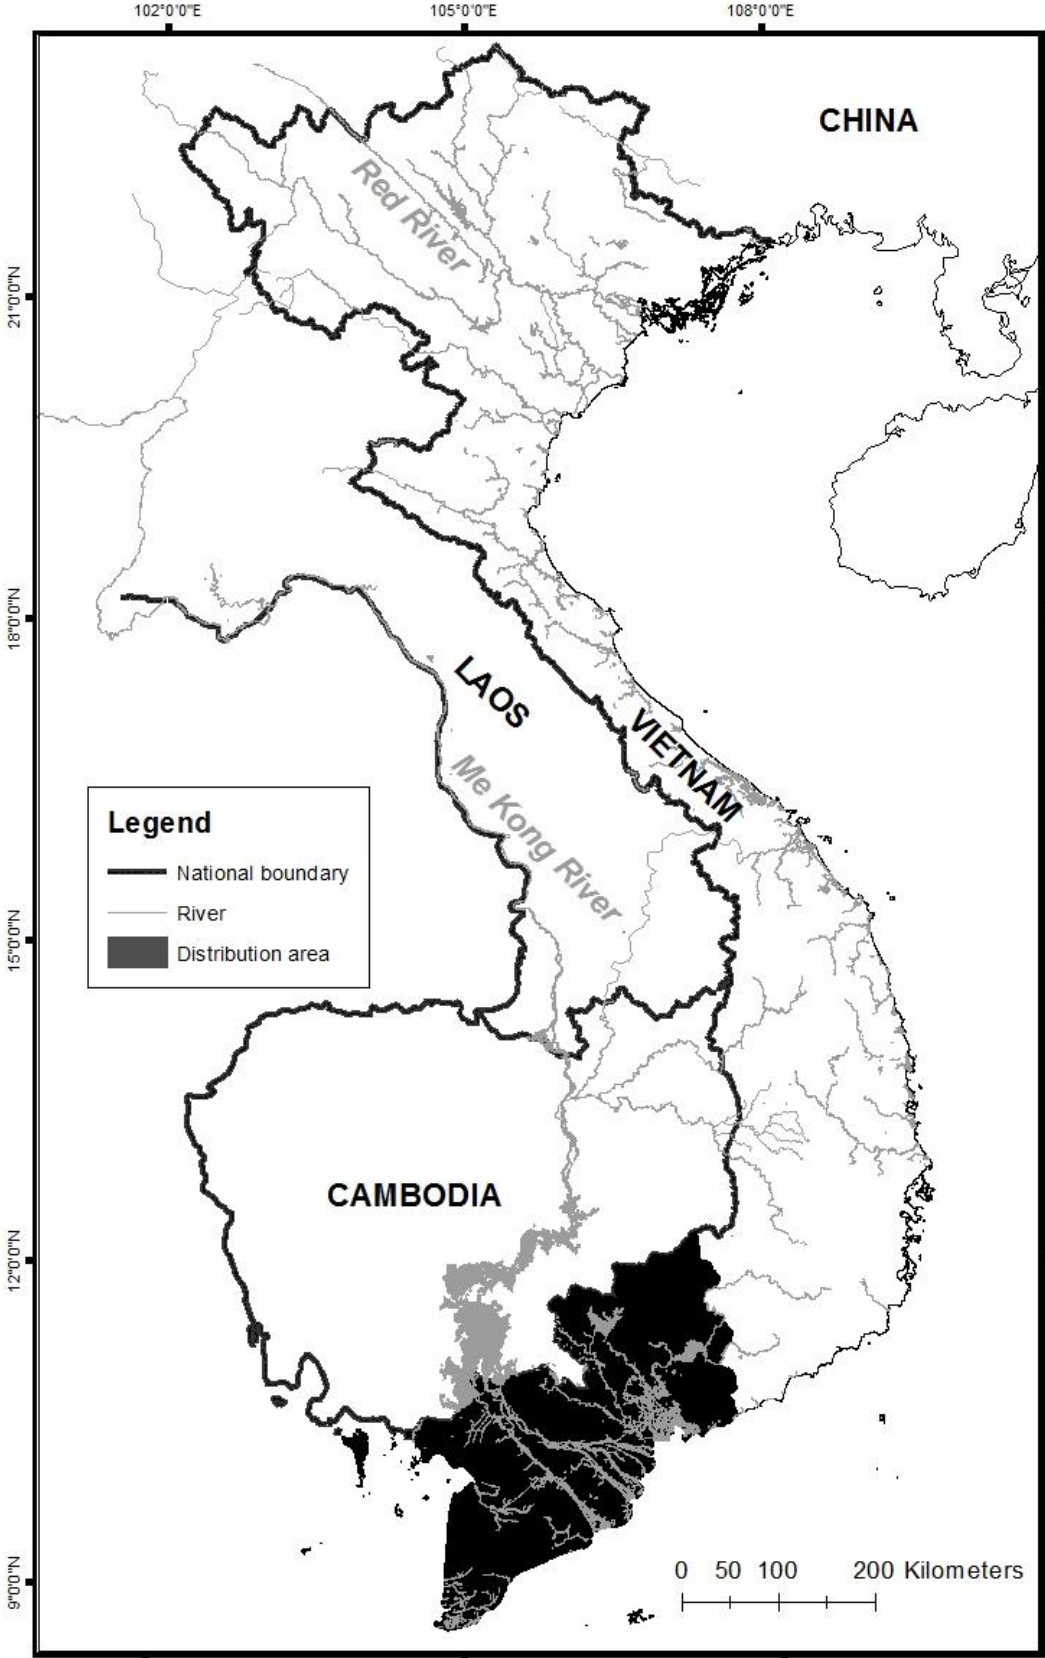 102°0'0"E 105°0'0"E 108°0'0"E
CHINA
Red River
21°0'0"N
18°0'0"N
LAOS
VIETNAM
Me Kong River
Legend
National boundary
River
Distribution area
15°0'0"N
CAMBODIA
12°0'0"N
9°0'0"N
0 50 100 200 Kilometers